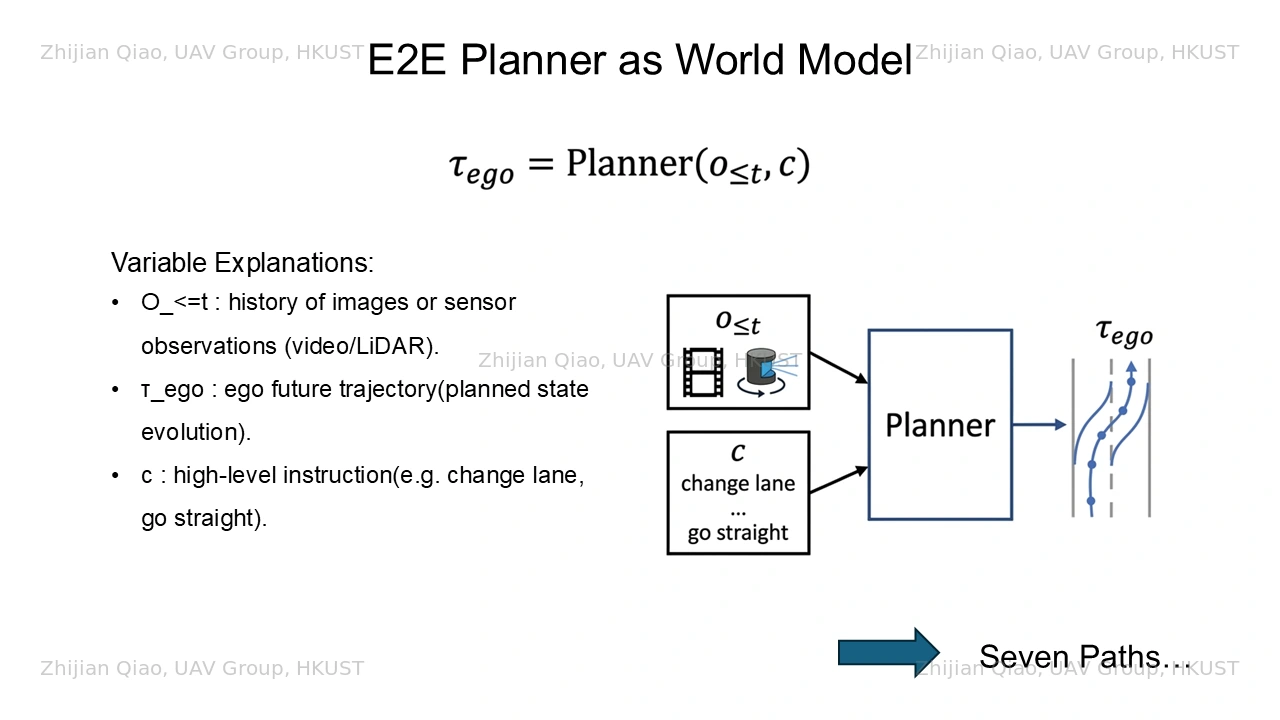 Zhijian Qiao, UAV Group, HKUST
E2E Planner as World Model
Zhijian Qiao, UAV Group, HKUST
τ_ego = Planner(o_≤t, c)
Variable Explanations:
• O_<=t : history of images or sensor
observations (video/LiDAR).
• τ_ego : ego future trajectory(planned state
evolution).
• c : high-level instruction(e.g. change lane,
go straight).
Zhijian Qiao, UAV Group, HKUST
o_≤t
c
change lane
...
go straight
Planner
τ_ego
Seven Paths...
Zhijian Qiao, UAV Group, HKUST
Zhijian Qiao, UAV Group, HKUST